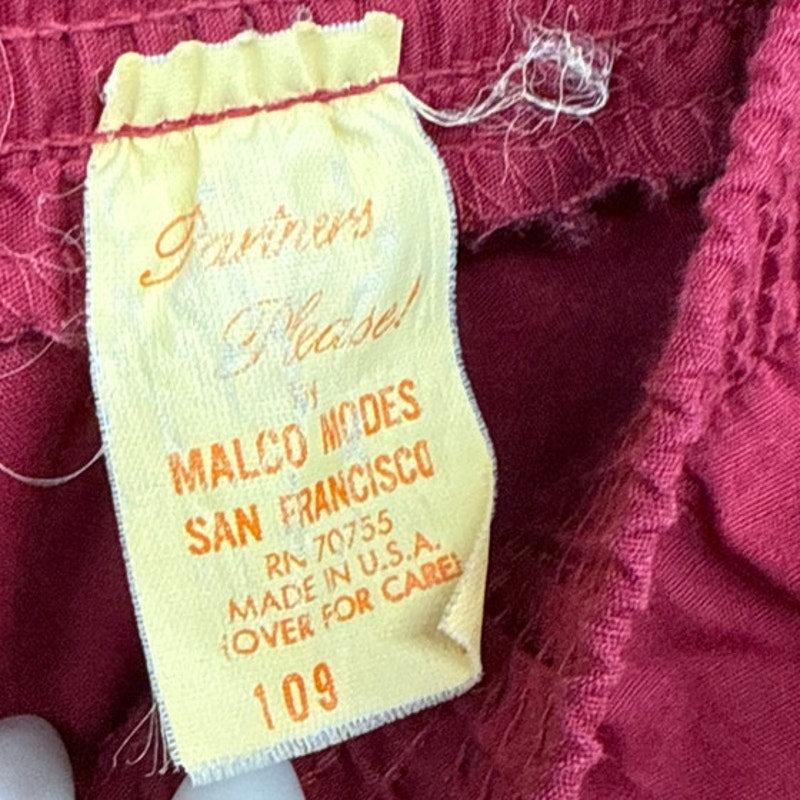 Partners
Please!
BY
MALCO MODES
SAN FRANCISCO
RN 70755
MADE IN U.S.A.
(OVER FOR CARE)
109